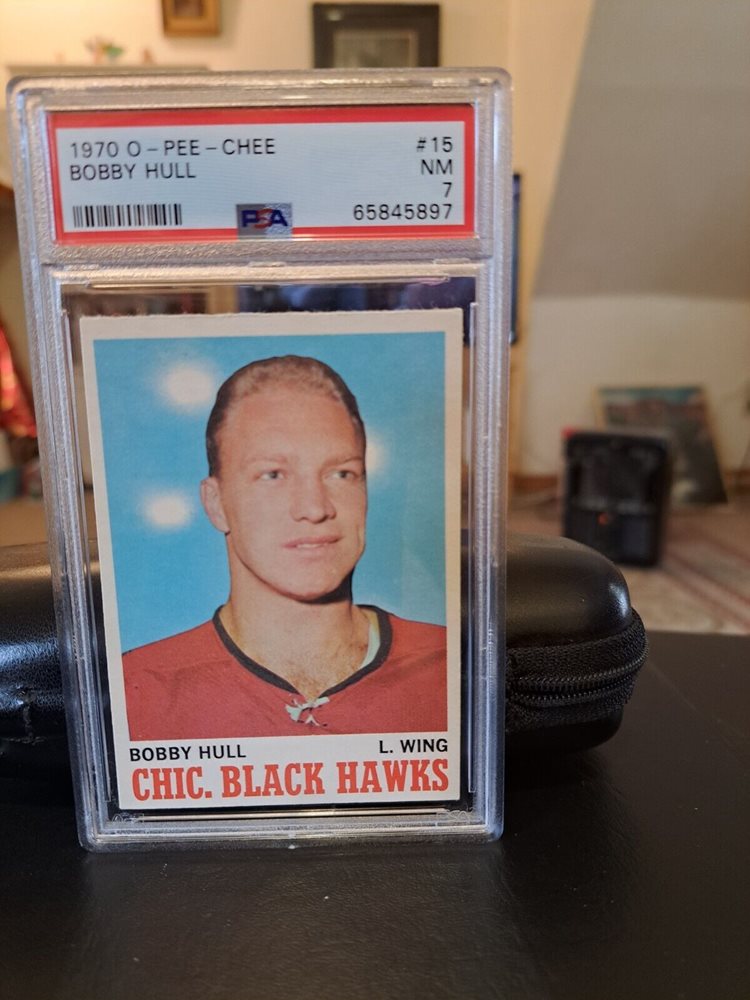 1970 O-PEE-CHEE #15
BOBBY HULL NM
7
PSA 65845897
BOBBY HULL L. WING
CHIC. BLACK HAWKS